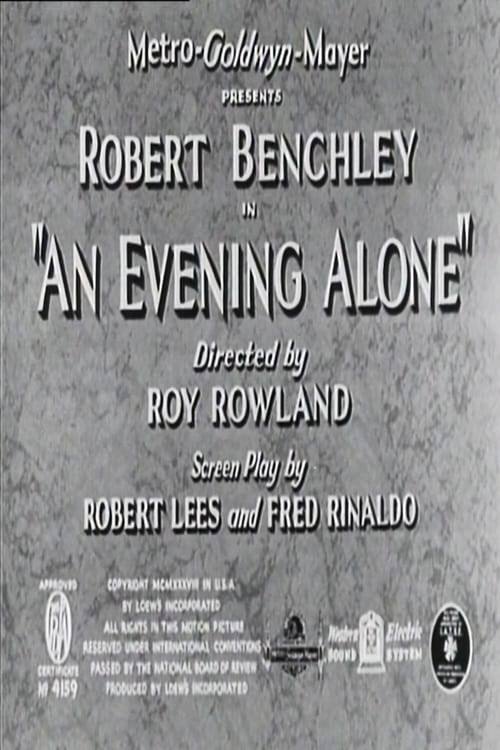 Metro-Goldwyn-Mayer
PRESENTS
ROBERT BENCHLEY
IN
"AN EVENING ALONE"
Directed by
ROY ROWLAND
Screen Play by
ROBERT LEES and FRED RINALDO
APPROVED
CERTIFICATE
Nº 4159
COPYRIGHT MCMXXXVIII IN U.S.A.
BY LOEW'S INCORPORATED
ALL RIGHTS IN THIS MOTION PICTURE
RESERVED UNDER INTERNATIONAL CONVENTIONS
PASSED BY THE NATIONAL BOARD OF REVIEW
PRODUCED BY LOEW'S INCORPORATED
Western Electric
SOUND SYSTEM